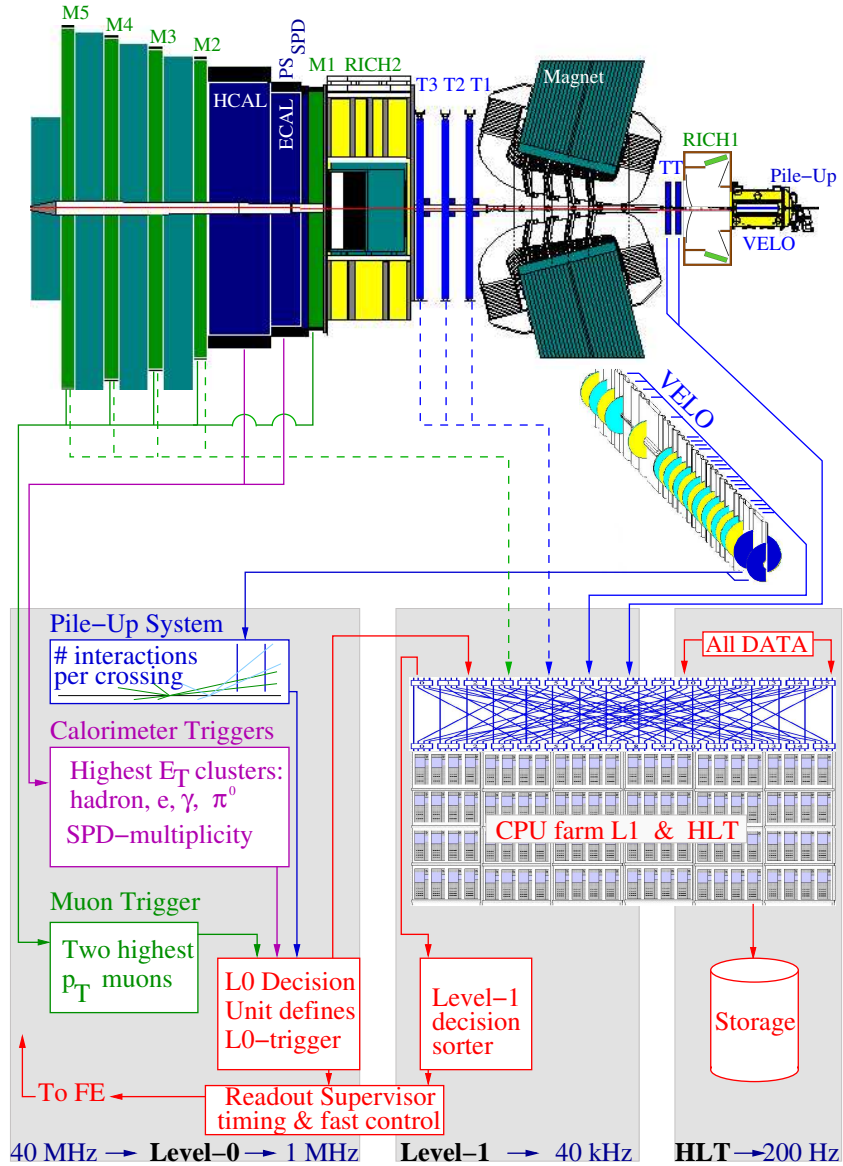 M5
M4
M3
M2
PS
SPD
M1
RICH2
T3
T2
T1
Magnet
HCAL
ECAL
RICH1
TT
Pile-Up
VELO
VELO
Pile-Up System
# interactions
per crossing
All DATA
Calorimeter Triggers
Highest ET clusters:
hadron, e, γ, π⁰
SPD-multiplicity
CPU farm L1 & HLT
Muon Trigger
Two highest
pT muons
L0 Decision
Unit defines
L0-trigger
Level-1
decision
sorter
Storage
To FE
Readout Supervisor
timing & fast control
40 MHz → Level-0 → 1 MHz
Level-1 → 40 kHz
HLT → 200 Hz